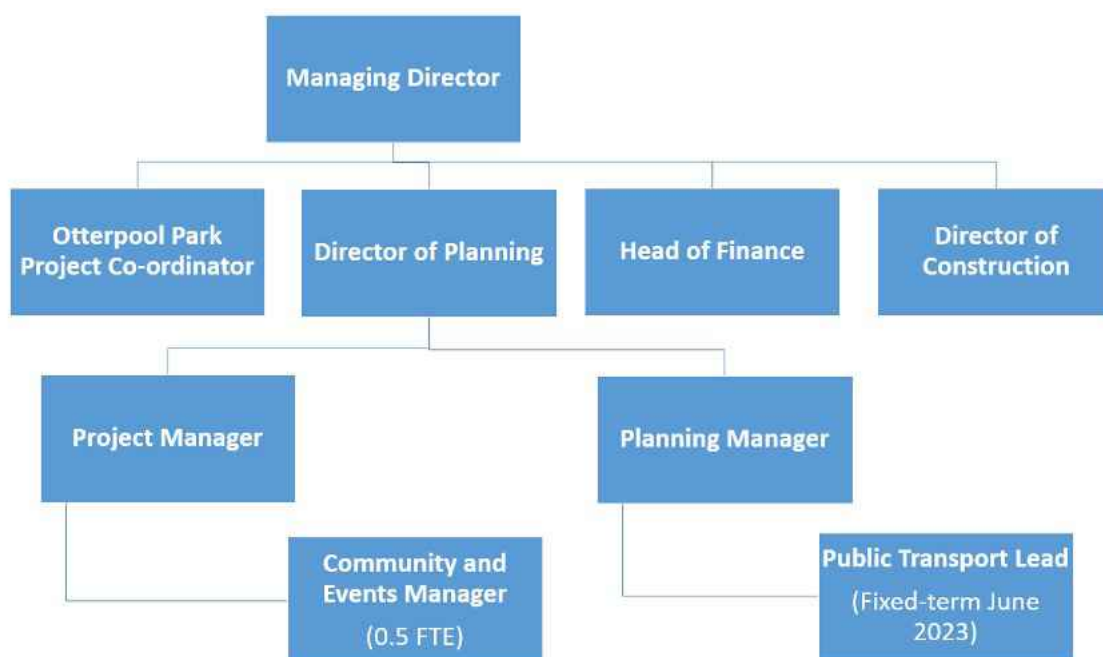 Managing Director
Otterpool Park
Project Co-ordinator
Director of Planning
Head of Finance
Director of
Construction
Project Manager
Planning Manager
Community and
Events Manager
(0.5 FTE)
Public Transport Lead
(Fixed-term June
2023)